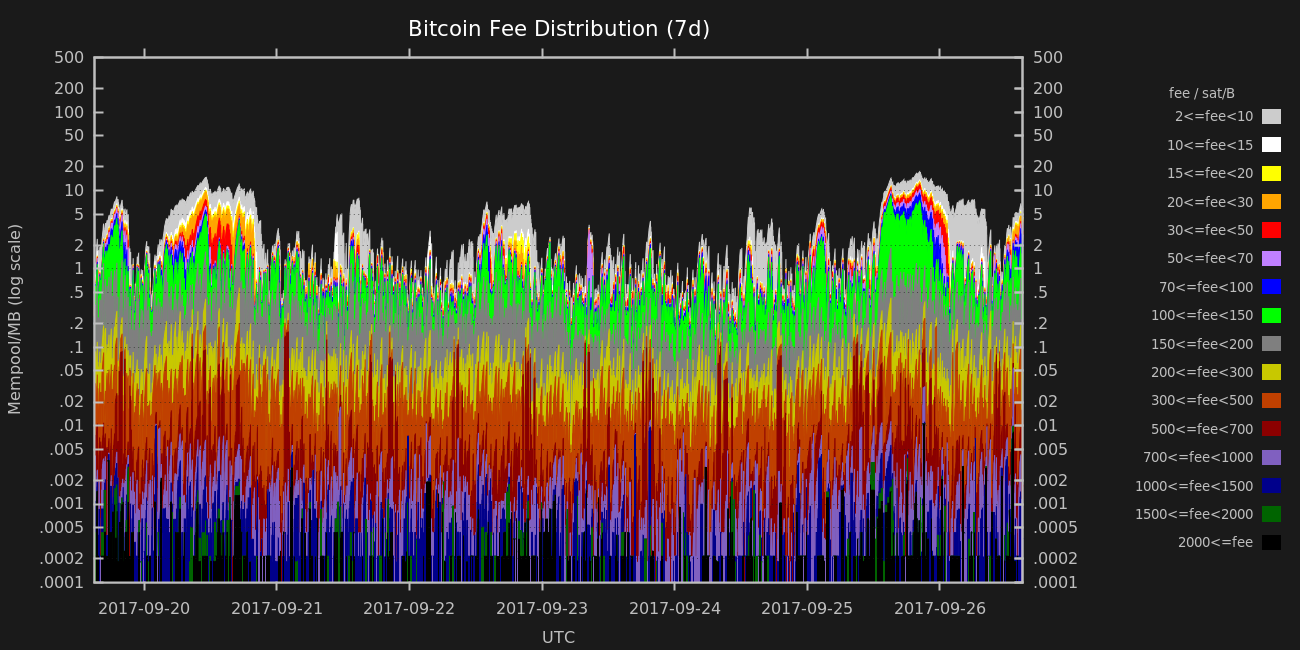 Bitcoin Fee Distribution (7d)
500
200
100
50
20
10
5
2
1
.5
.2
.1
.05
.02
.01
.005
.002
.001
.0005
.0002
.0001
Mempool/MB (log scale)
500
200
100
50
20
10
5
2
1
.5
.2
.1
.05
.02
.01
.005
.002
.001
.0005
.0002
.0001
2017-09-20 2017-09-21 2017-09-22 2017-09-23 2017-09-24 2017-09-25 2017-09-26
UTC
fee / sat/B
2<=fee<10
10<=fee<15
15<=fee<20
20<=fee<30
30<=fee<50
50<=fee<70
70<=fee<100
100<=fee<150
150<=fee<200
200<=fee<300
300<=fee<500
500<=fee<700
700<=fee<1000
1000<=fee<1500
1500<=fee<2000
2000<=fee